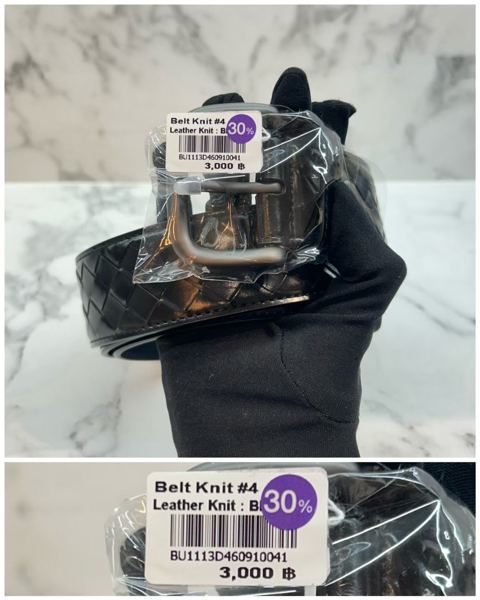 Belt Knit #4
30%
Leather Knit :
BU1113D460910041
3,000 ฿
Belt Knit #4
30%
Leather Knit :
BU1113D460910041
3,000 ฿